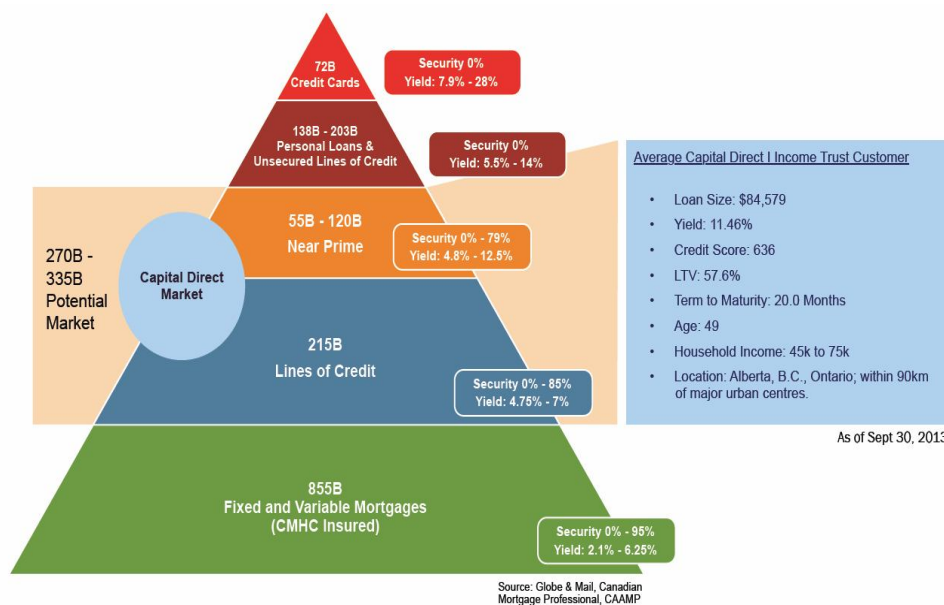 72B
Credit Cards
Security 0%
Yield: 7.9% - 28%
138B - 203B
Personal Loans &
Unsecured Lines of Credit
Security 0%
Yield: 5.5% - 14%
55B - 120B
Near Prime
Security 0% - 79%
Yield: 4.8% - 12.5%
270B -
335B
Potential
Market
Capital Direct
Market
215B
Lines of Credit
Security 0% - 85%
Yield: 4.75% - 7%
855B
Fixed and Variable Mortgages
(CMHC Insured)
Security 0% - 95%
Yield: 2.1% - 6.25%
Average Capital Direct I Income Trust Customer
• Loan Size: $84,579
• Yield: 11.46%
• Credit Score: 636
• LTV: 57.6%
• Term to Maturity: 20.0 Months
• Age: 49
• Household Income: 45k to 75k
• Location: Alberta, B.C., Ontario; within 90km
of major urban centres.
As of Sept 30, 2013
Source: Globe & Mail, Canadian
Mortgage Professional, CAAMP